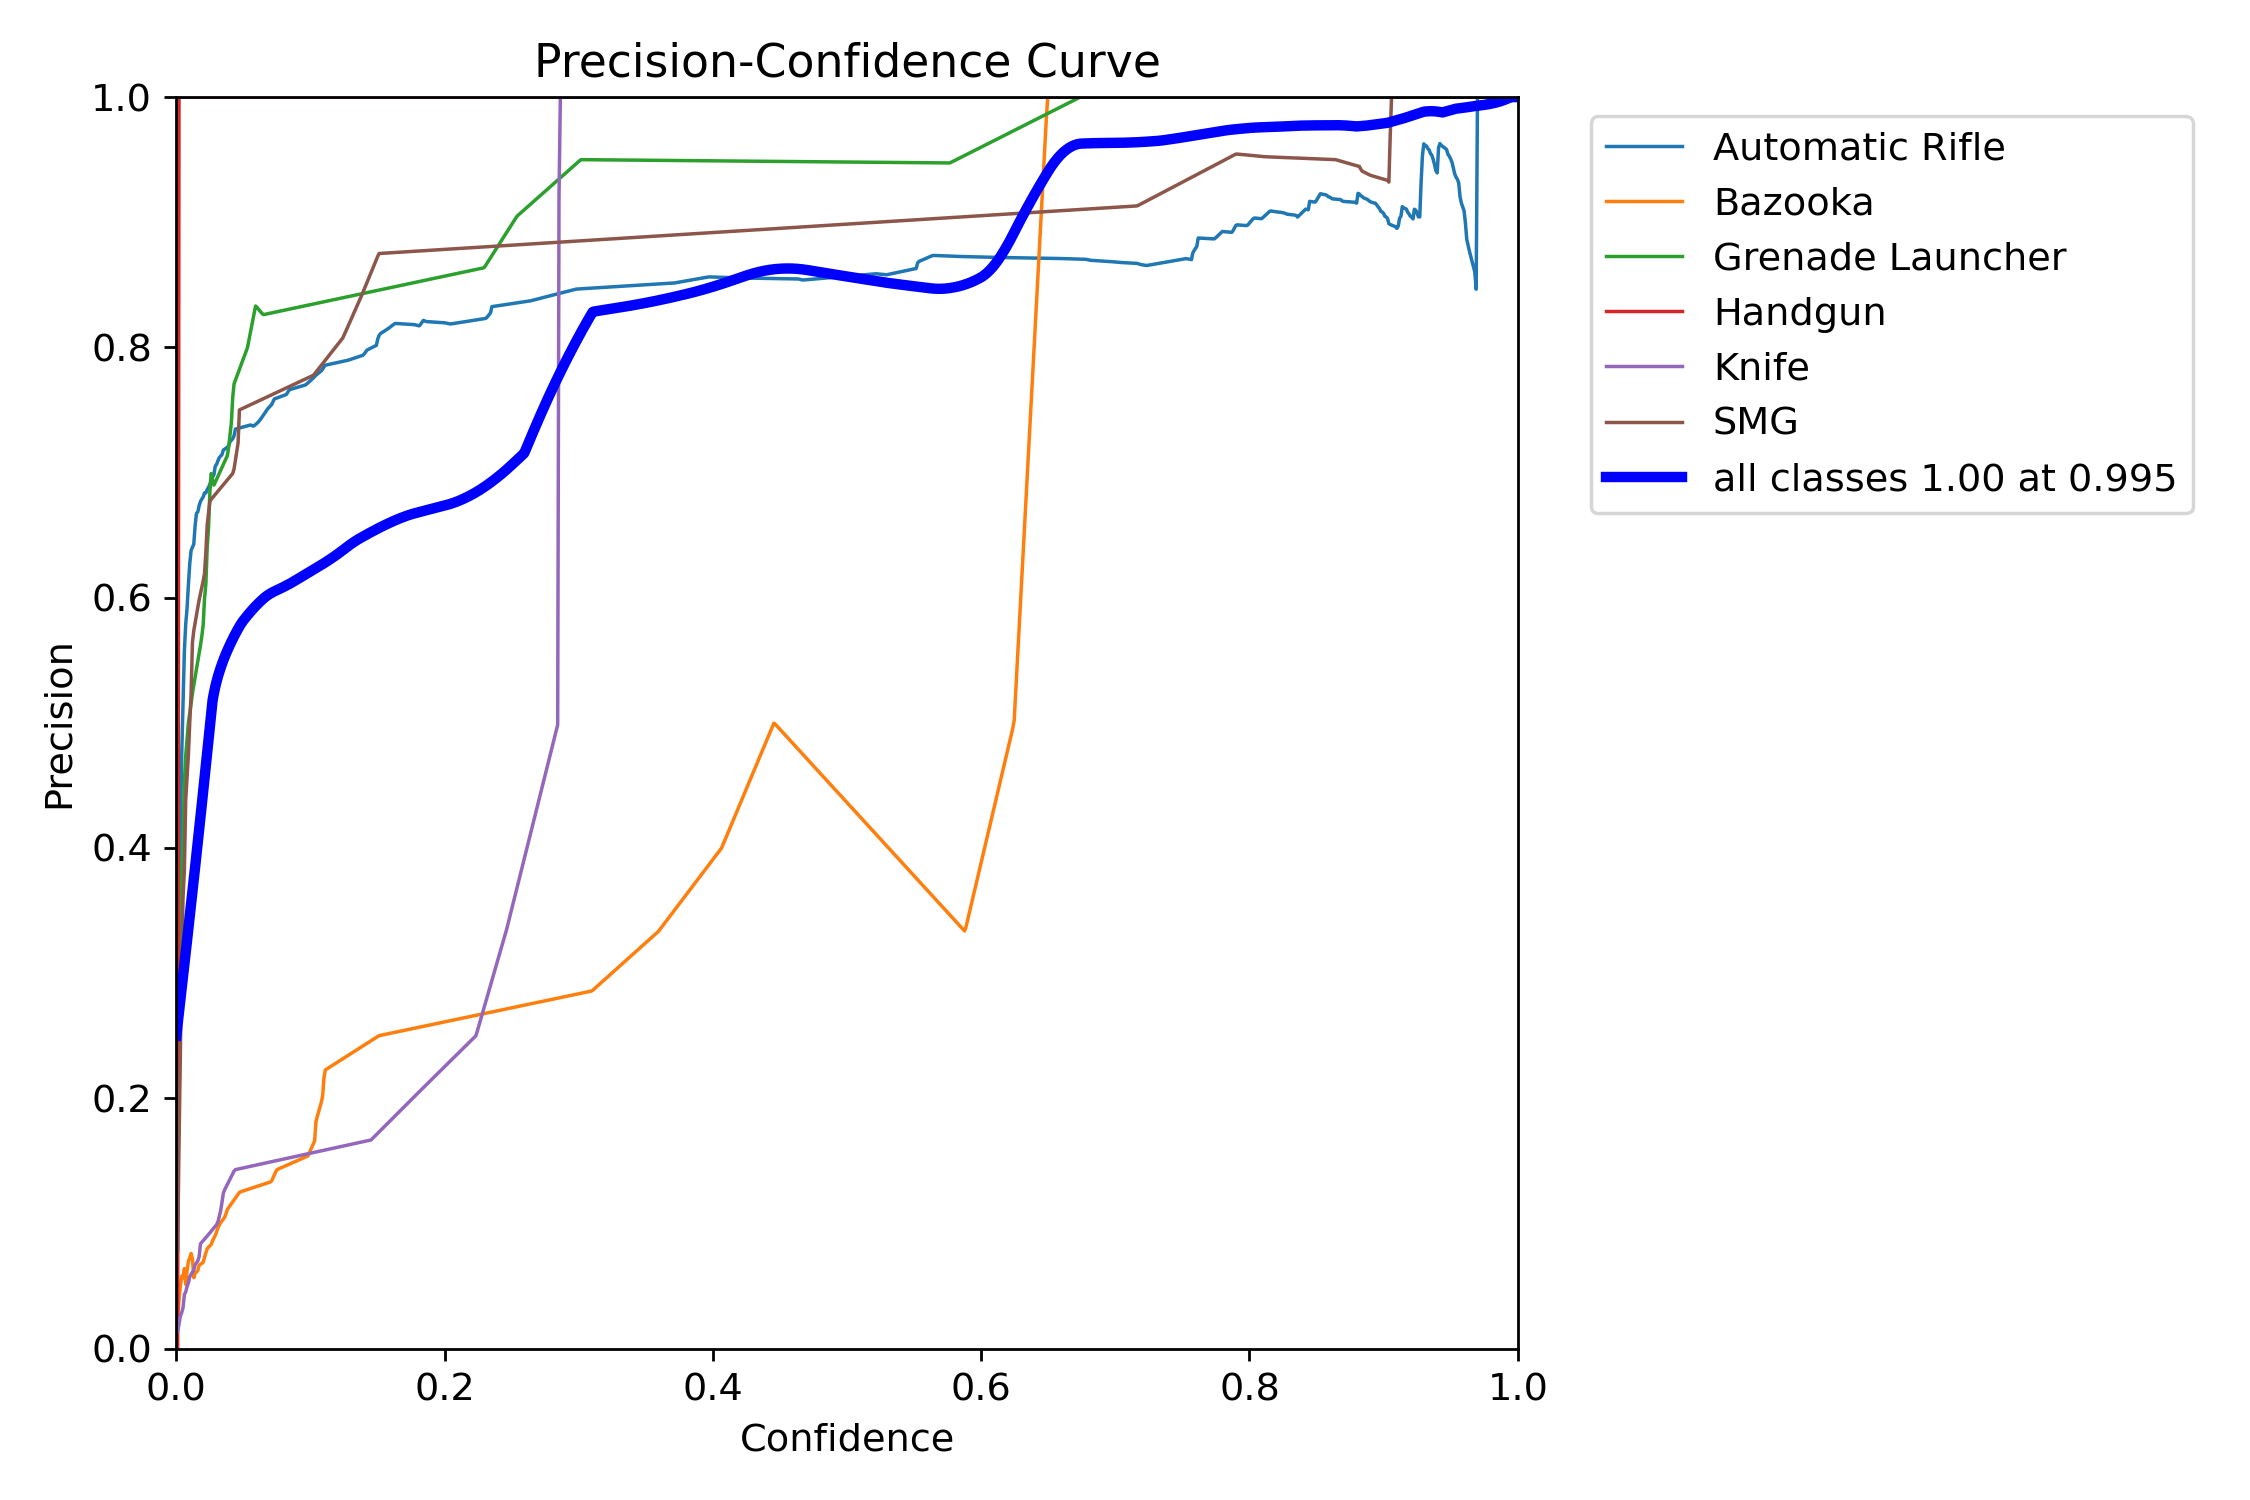 Precision-Confidence Curve
1.0
0.8
0.6
0.4
0.2
0.0
Precision
0.0 0.2 0.4 0.6 0.8 1.0
Confidence
Automatic Rifle
Bazooka
Grenade Launcher
Handgun
Knife
SMG
all classes 1.00 at 0.995